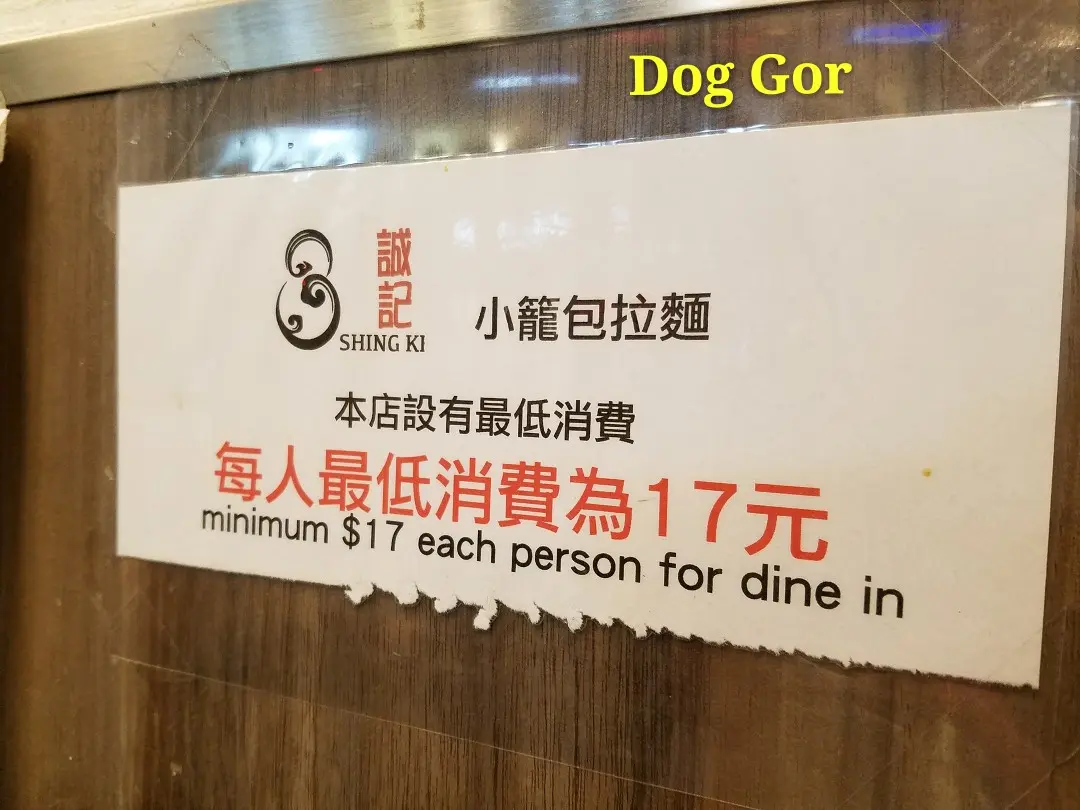 Dog Gor
誠記
SHING KI
小籠包拉麵
本店設有最低消費
每人最低消費為17元
minimum $17 each person for dine in